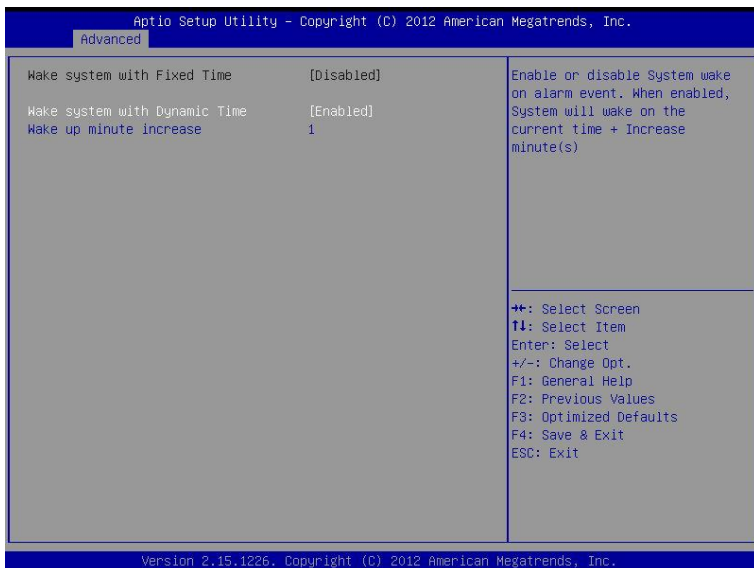 Aptio Setup Utility – Copyright (C) 2012 American Megatrends, Inc.
Advanced
Wake system with Fixed Time [Disabled]
Wake system with Dynamic Time [Enabled]
Wake up minute increase 1
Enable or disable System wake
on alarm event. When enabled,
System will wake on the
current time + Increase
minute(s)
→←: Select Screen
↑↓: Select Item
Enter: Select
+/-: Change Opt.
F1: General Help
F2: Previous Values
F3: Optimized Defaults
F4: Save & Exit
ESC: Exit
Version 2.15.1226. Copyright (C) 2012 American Megatrends, Inc.